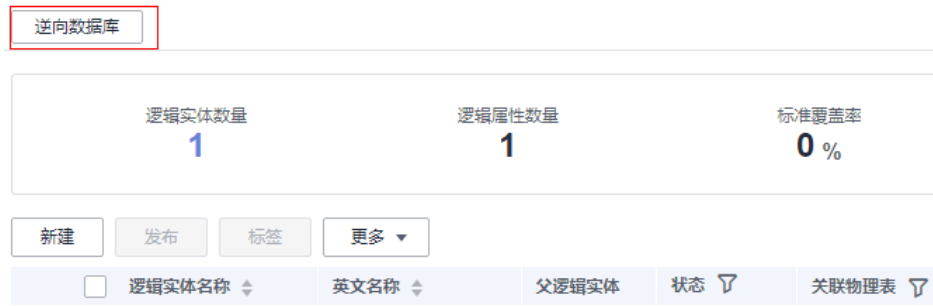 逆向数据库
逻辑实体数量 逻辑属性数量 标准覆盖率
1 1 0 %
新建 发布 标签 更多
逻辑实体名称 英文名称 父逻辑实体 状态 关联物理表